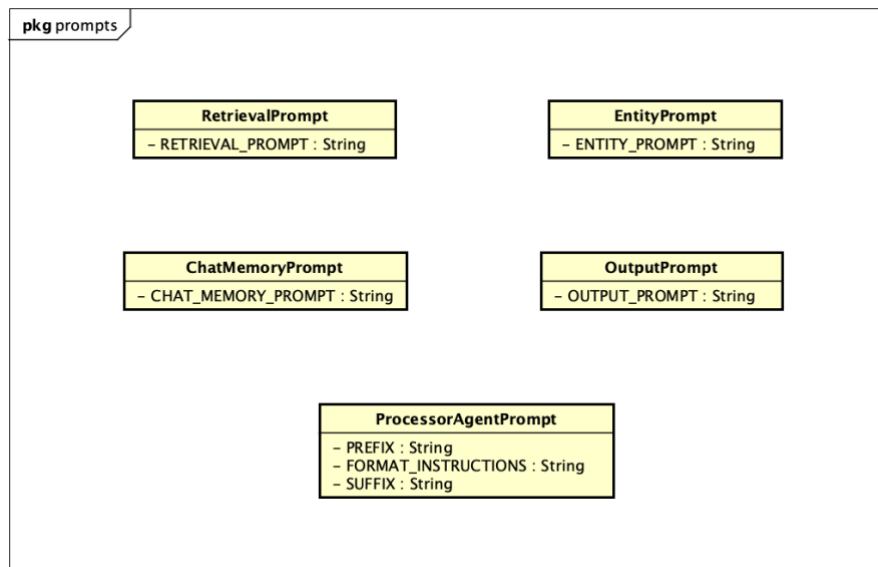 pkg prompts
RetrievalPrompt
– RETRIEVAL_PROMPT : String
EntityPrompt
– ENTITY_PROMPT : String
ChatMemoryPrompt
– CHAT_MEMORY_PROMPT : String
OutputPrompt
– OUTPUT_PROMPT : String
ProcessorAgentPrompt
– PREFIX : String
– FORMAT_INSTRUCTIONS : String
– SUFFIX : String